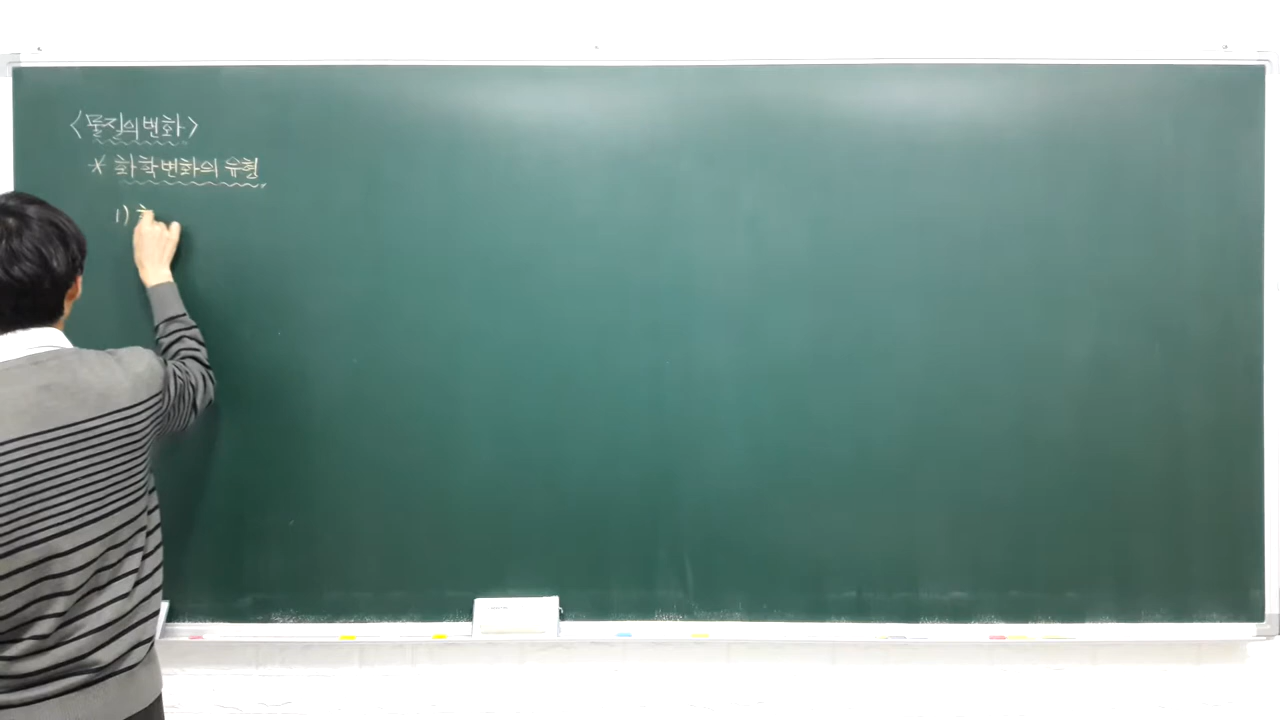 <물질의 변화>
* 화학변화의 유형
1)